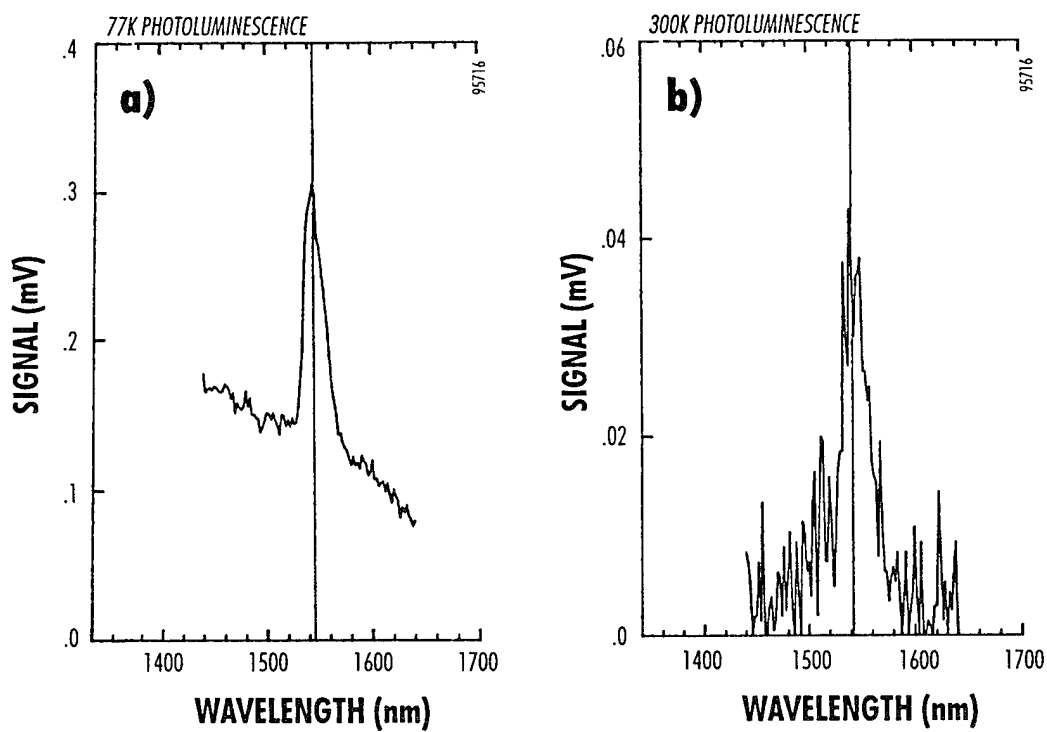 77K PHOTOLUMINESCENCE
.4
.3
.2
.1
.0
SIGNAL (mV)
a)
95716
1400 1500 1600 1700
WAVELENGTH (nm)
300K PHOTOLUMINESCENCE
.06
.04
.02
.0
SIGNAL (mV)
b)
95716
1400 1500 1600 1700
WAVELENGTH (nm)